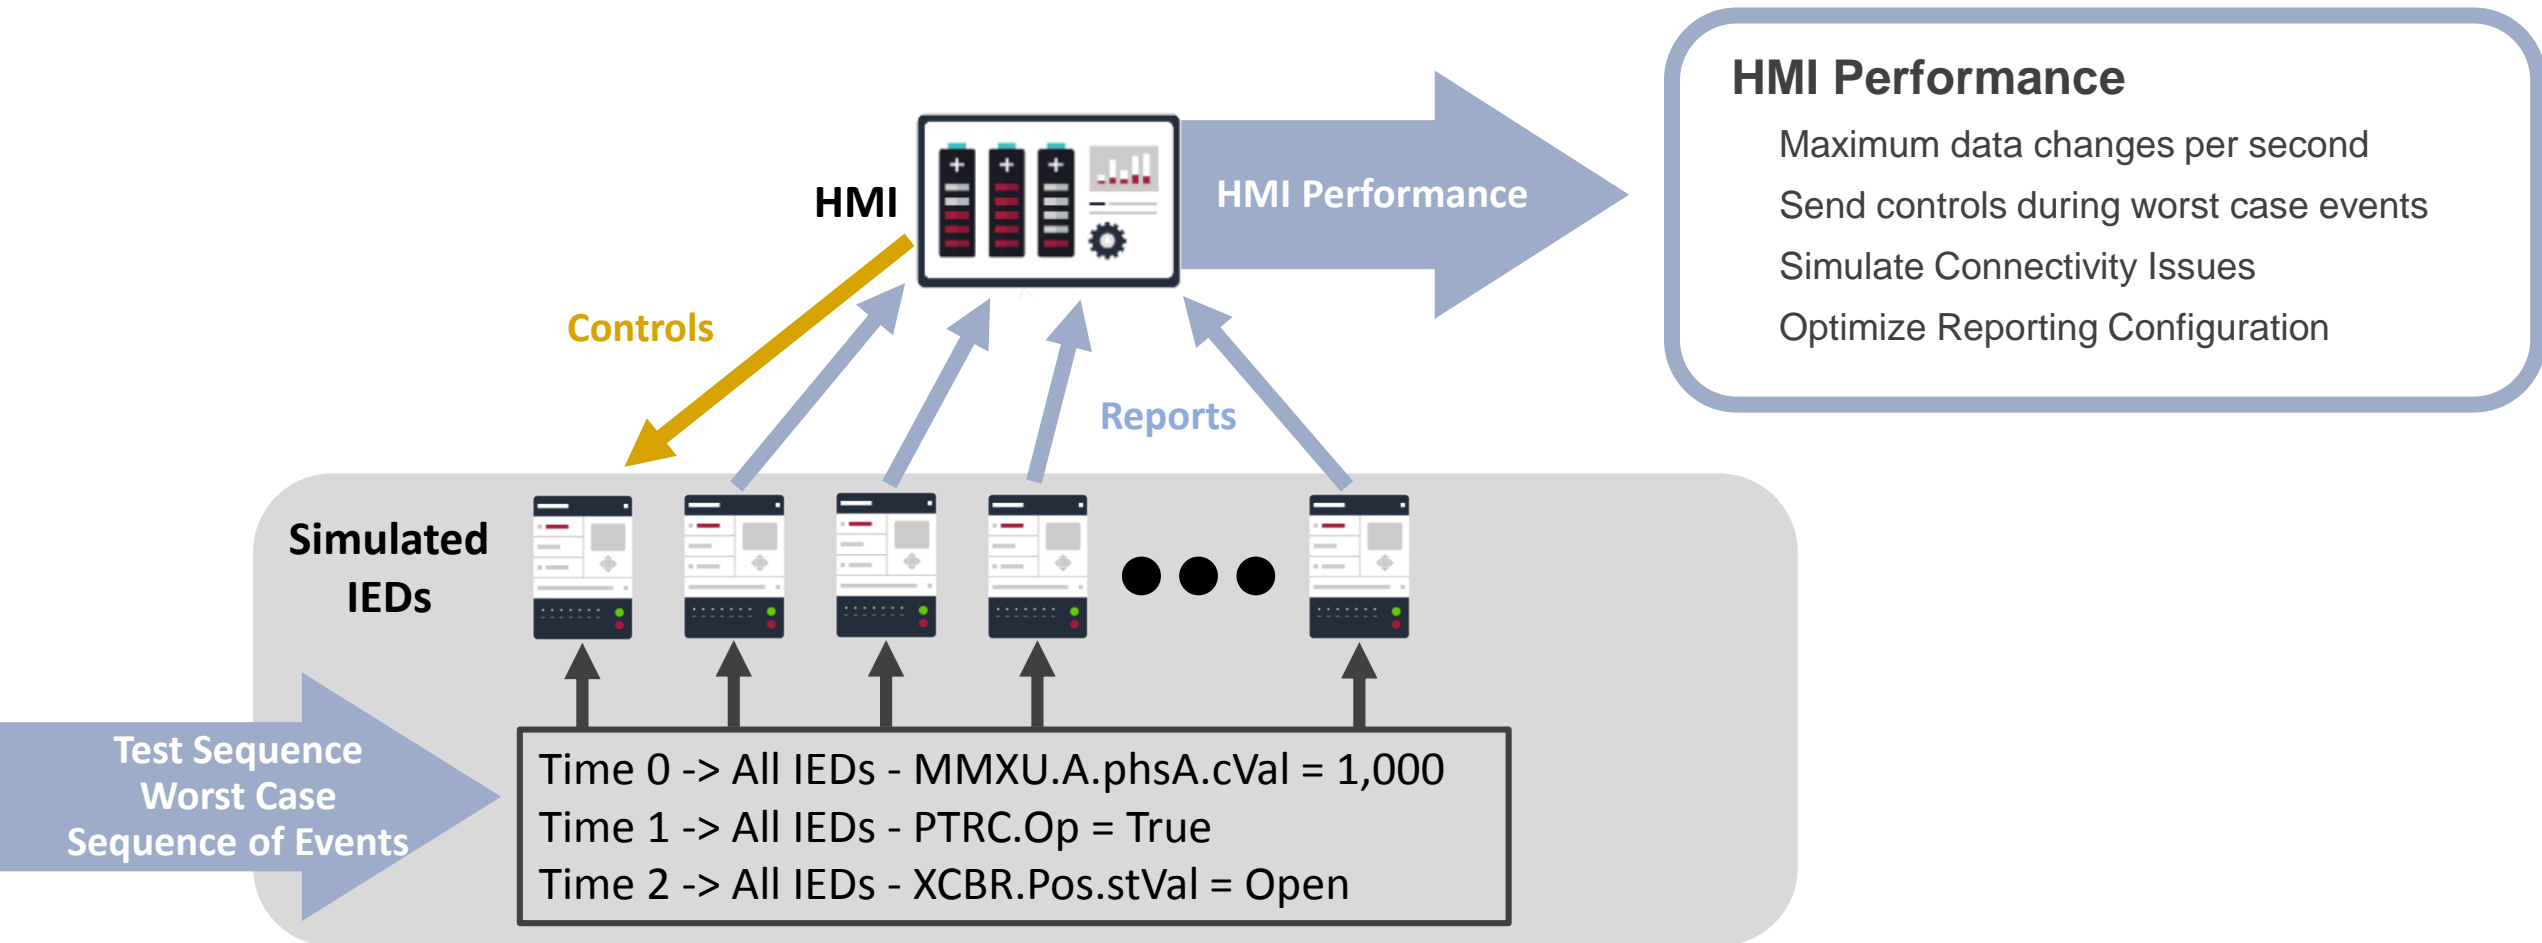 HMI Performance
Maximum data changes per second
Send controls during worst case events
Simulate Connectivity Issues
Optimize Reporting Configuration
HMI
HMI Performance
Controls
Reports
Simulated
IEDs
Test Sequence
Worst Case
Sequence of Events
Time 0 -> All IEDs - MMXU.A.phsA.cVal = 1,000
Time 1 -> All IEDs - PTRC.Op = True
Time 2 -> All IEDs - XCBR.Pos.stVal = Open